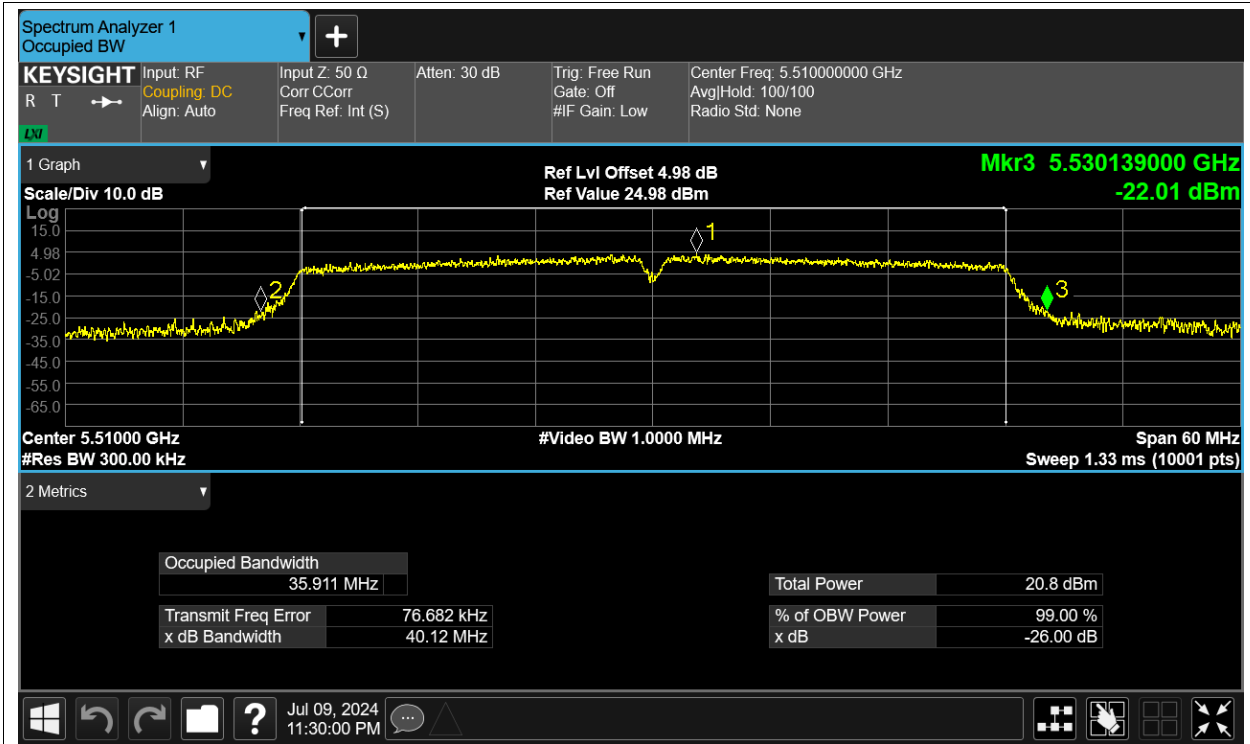 Spectrum Analyzer 1
Occupied BW
KEYSIGHT
R T
LXI
Input: RF
Coupling: DC
Align: Auto
Input Z: 50 Ω
Corr CCorr
Freq Ref: Int (S)
Atten: 30 dB
Trig: Free Run
Gate: Off
#IF Gain: Low
Center Freq: 5.510000000 GHz
Avg|Hold: 100/100
Radio Std: None
1 Graph
Scale/Div 10.0 dB
Ref Lvl Offset 4.98 dB
Ref Value 24.98 dBm
Mkr3 5.530139000 GHz
-22.01 dBm
Log
15.0
4.98
-5.02
-15.0
-25.0
-35.0
-45.0
-55.0
-65.0
1
2
3
Center 5.51000 GHz
#Res BW 300.00 kHz
#Video BW 1.0000 MHz
Span 60 MHz
Sweep 1.33 ms (10001 pts)
2 Metrics
Occupied Bandwidth
35.911 MHz
Transmit Freq Error 76.682 kHz
x dB Bandwidth 40.12 MHz
Total Power 20.8 dBm
% of OBW Power 99.00 %
x dB -26.00 dB
?
Jul 09, 2024
11:30:00 PM